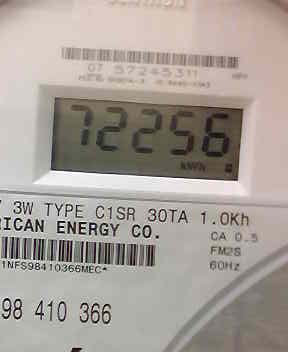 57245311
72256
kWh
3W TYPE C1SR 30TA 1.0Kh
RICAN ENERGY CO.
CA 0.5
FM2S
60Hz
1NFS98410366MEC*
98 410 366